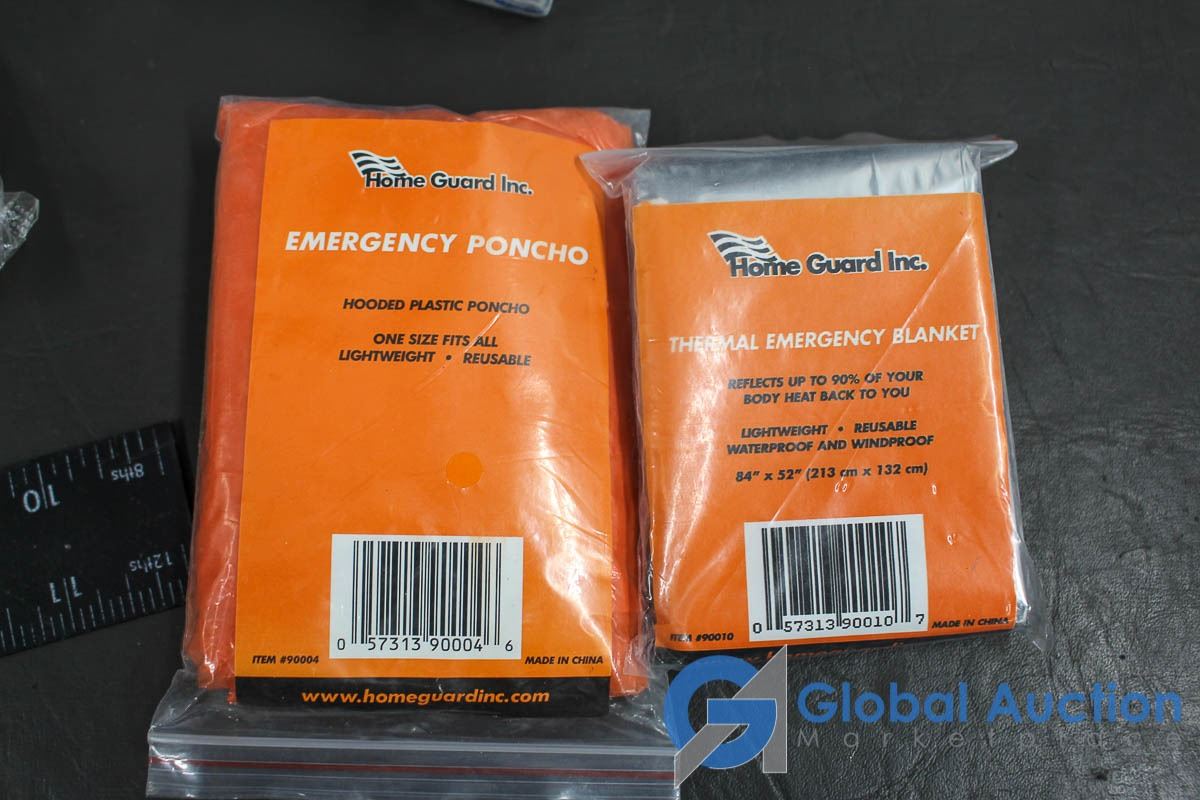 Home Guard Inc.
EMERGENCY PONCHO
HOODED PLASTIC PONCHO
ONE SIZE FITS ALL
LIGHTWEIGHT • REUSABLE
0 57313 90004 6
ITEM #90004
MADE IN CHINA
www.homeguardinc.com
Home Guard Inc.
THERMAL EMERGENCY BLANKET
REFLECTS UP TO 90% OF YOUR
BODY HEAT BACK TO YOU
LIGHTWEIGHT • REUSABLE
WATERPROOF AND WINDPROOF
84" x 52" (213 cm x 132 cm)
0 57313 90010 7
ITEM #90010
MADE IN CHINA
8ths
10
12ths
11
Global Auction
Marketplace